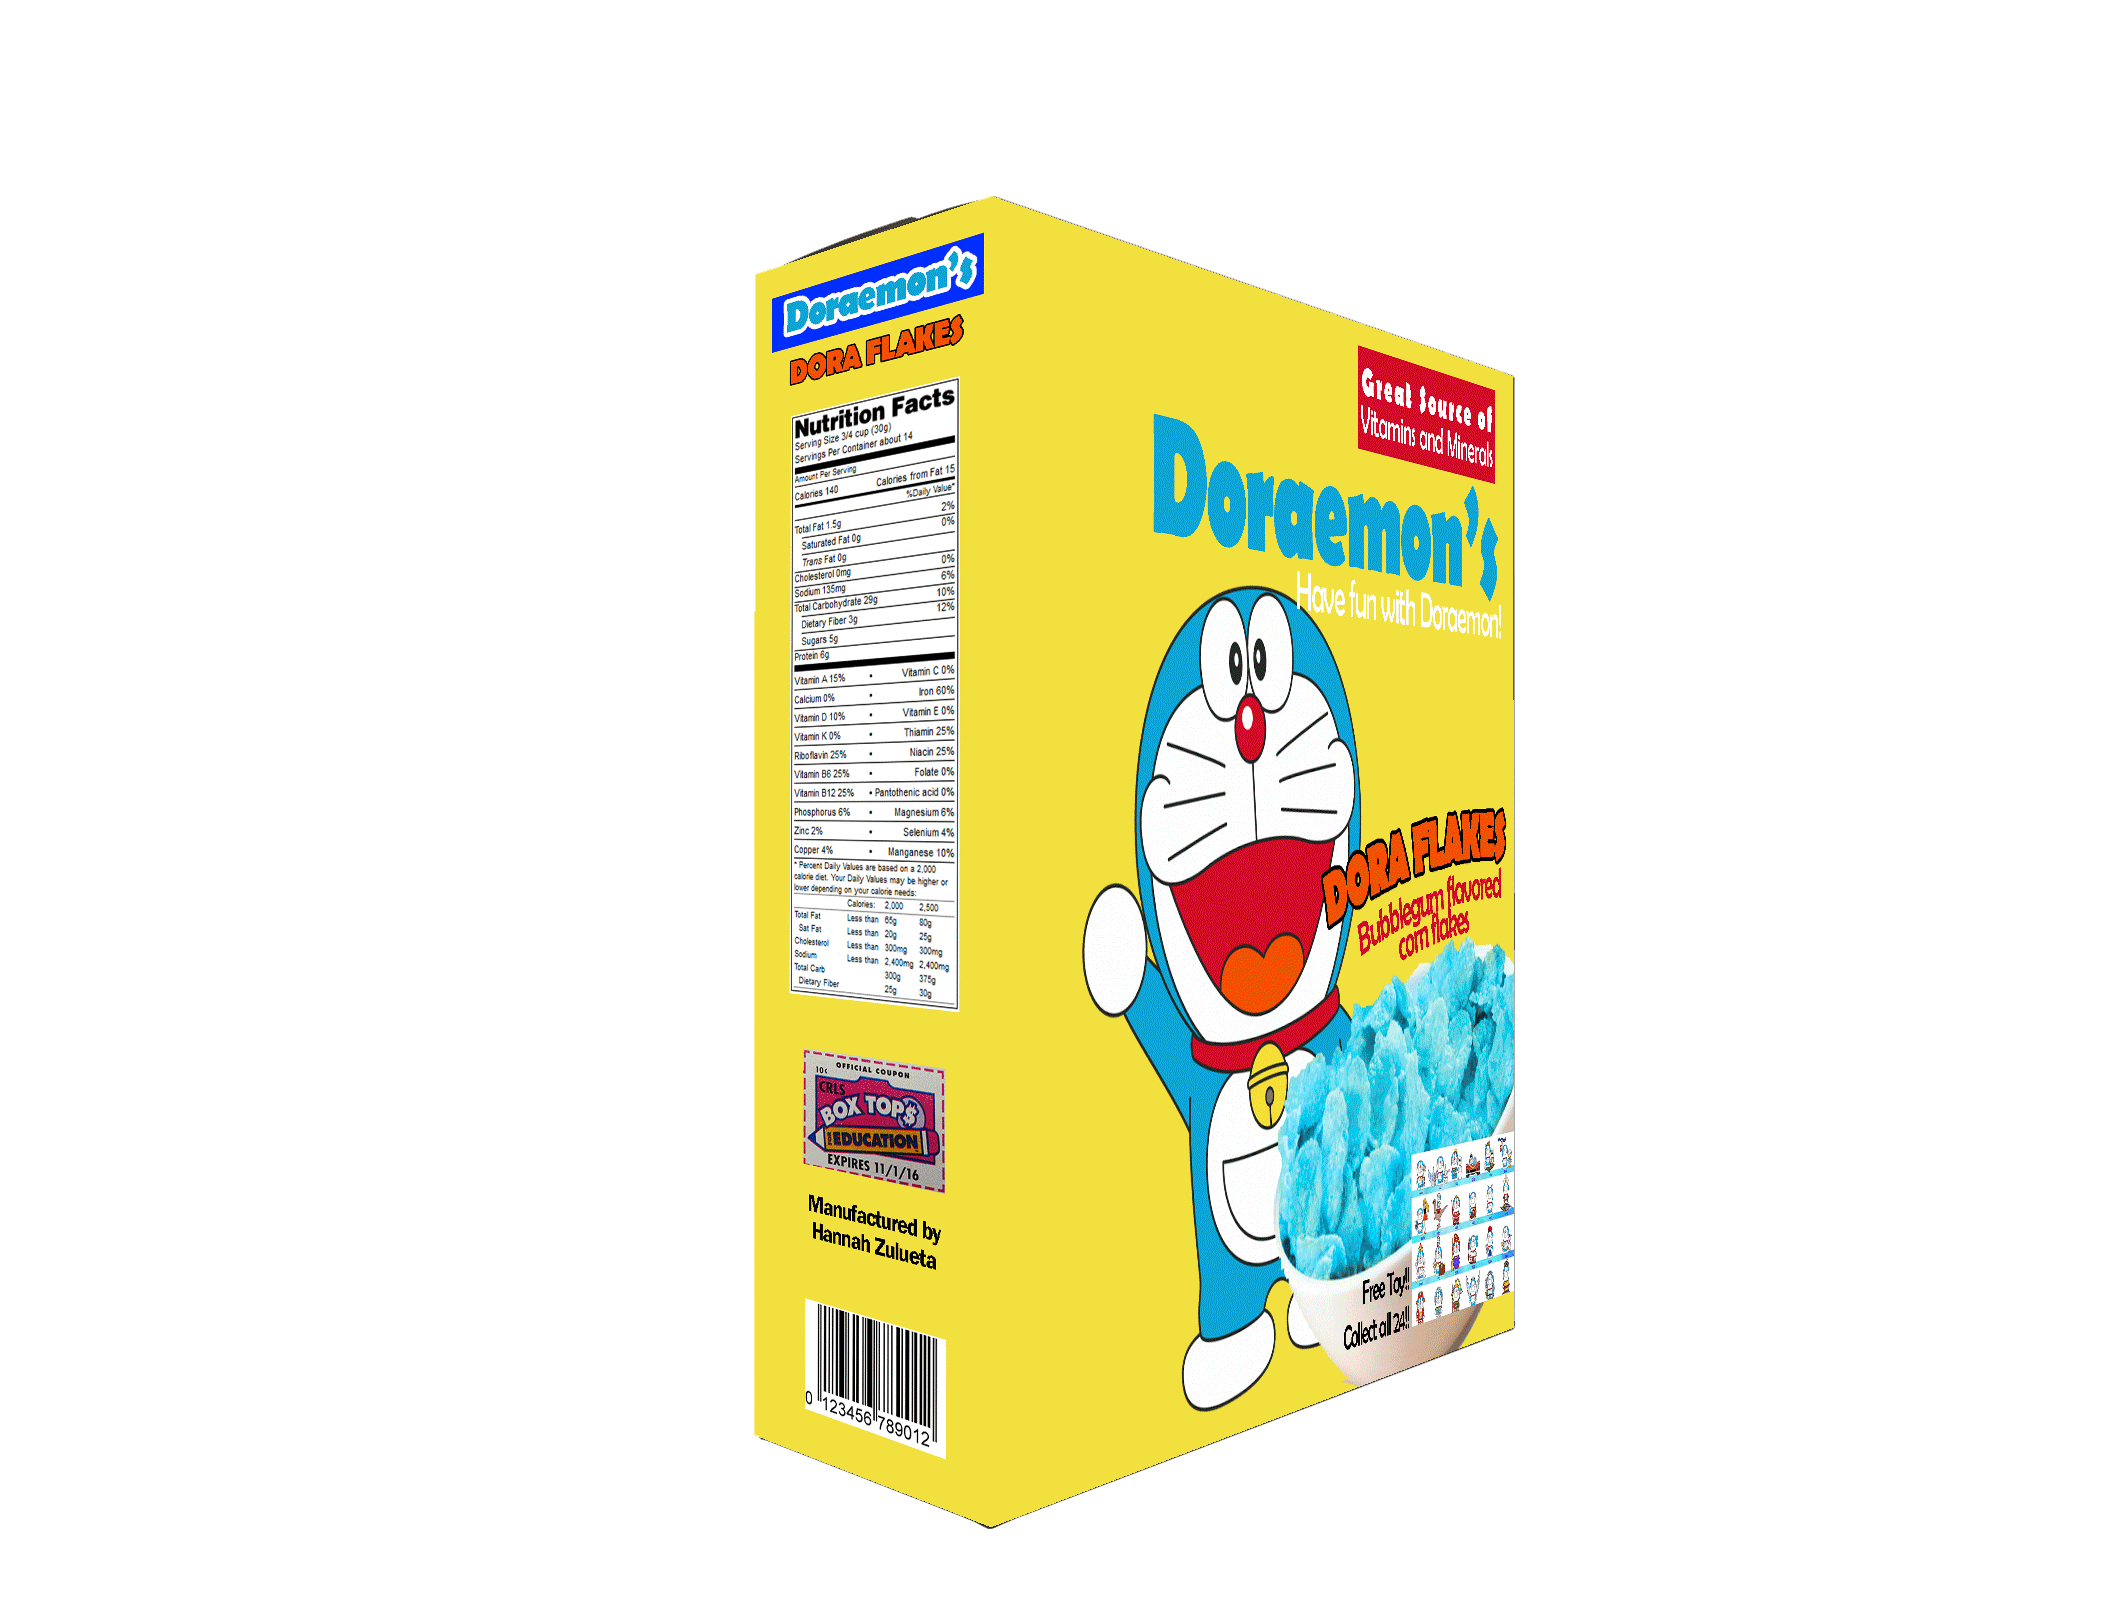 Doraemon's
DORA FLAKES
Nutrition Facts
Serving Size 3/4 cup (30g)
Servings Per Container about 14
Amount Per Serving
Calories 140 Calories from Fat 15
%Daily Value*
Total Fat 1.5g 2%
Saturated Fat 0g 0%
Trans Fat 0g
Cholesterol 0mg 0%
Sodium 135mg 6%
Total Carbohydrate 29g 10%
Dietary Fiber 3g 12%
Sugars 5g
Protein 6g
Vitamin A 15% • Vitamin C 0%
Calcium 0% • Iron 60%
Vitamin D 10% • Vitamin E 0%
Vitamin K 0% • Thiamin 25%
Riboflavin 25% • Niacin 25%
Vitamin B6 25% • Folate 0%
Vitamin B12 25% • Pantothenic acid 0%
Phosphorus 6% • Magnesium 6%
Zinc 2% • Selenium 4%
Copper 4% • Manganese 10%
* Percent Daily Values are based on a 2,000
calorie diet. Your Daily Values may be higher or
lower depending on your calorie needs:
Calories: 2,000 2,500
Total Fat Less than 65g 80g
Sat Fat Less than 20g 25g
Cholesterol Less than 300mg 300mg
Sodium Less than 2,400mg 2,400mg
Total Carb 300g 375g
Dietary Fiber 25g 30g
OFFICIAL COUPON
10¢
CRLS
BOX TOP$
FOR EDUCATION
EXPIRES 11/1/16
Manufactured by
Hannah Zulueta
0 123456 789012
Great Source of
Vitamins and Minerals
Doraemon's
Have fun with Doraemon!
DORA FLAKES
Bubblegum flavored
corn flakes
Free Toy!!
Collect all 24!!